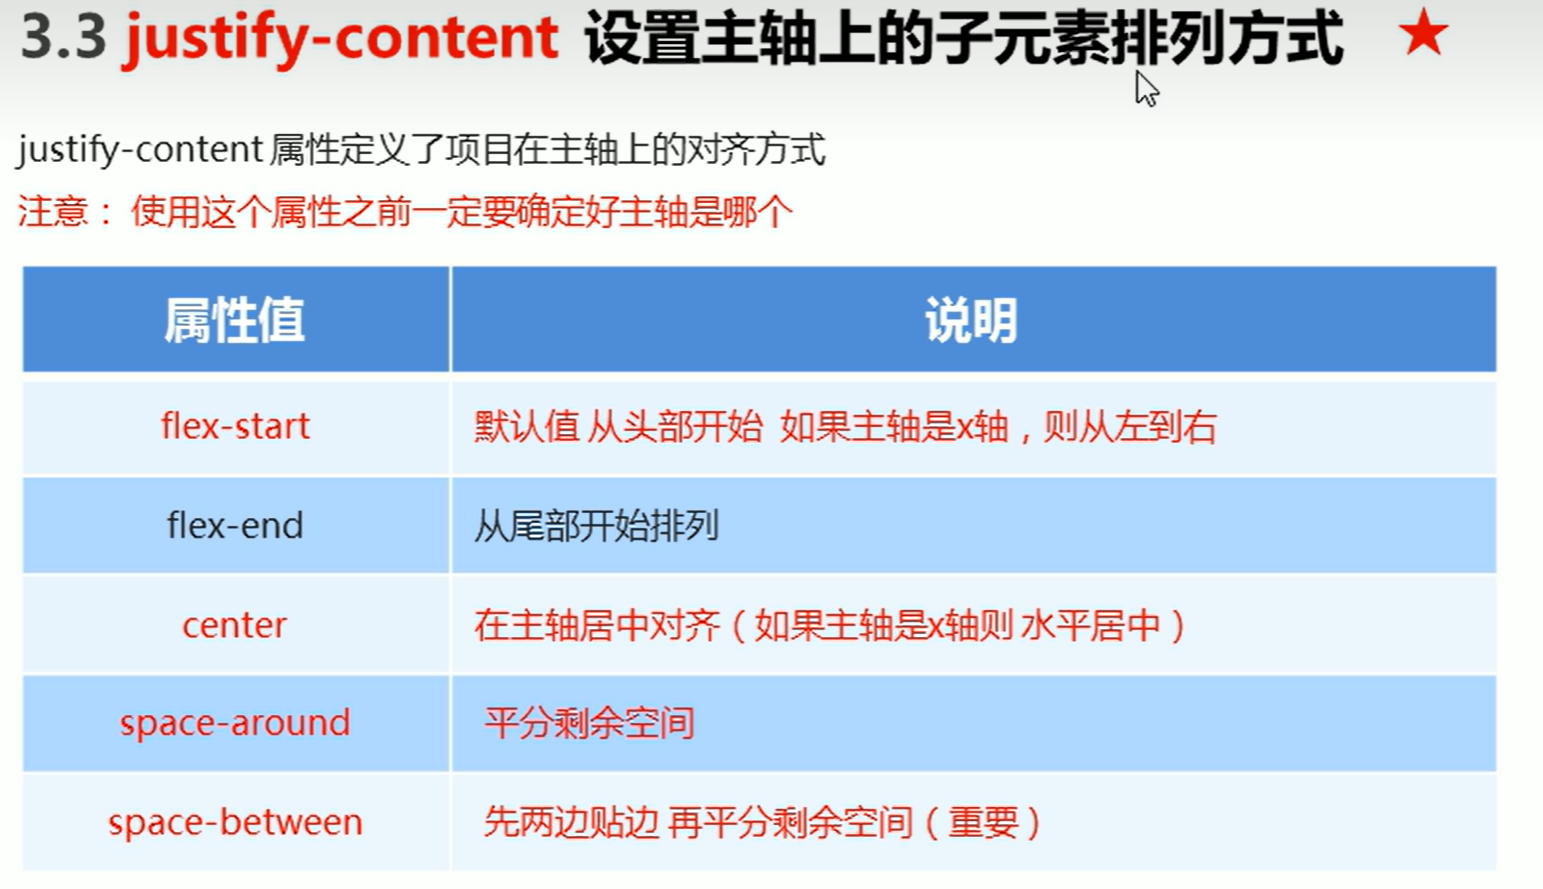 3.3 justify-content 设置主轴上的子元素排列方式
justify-content 属性定义了项目在主轴上的对齐方式
注意： 使用这个属性之前一定要确定好主轴是哪个
属性值 说明
flex-start 默认值 从头部开始 如果主轴是x轴，则从左到右
flex-end 从尾部开始排列
center 在主轴居中对齐（如果主轴是x轴则 水平居中）
space-around 平分剩余空间
space-between 先两边贴边 再平分剩余空间（重要）